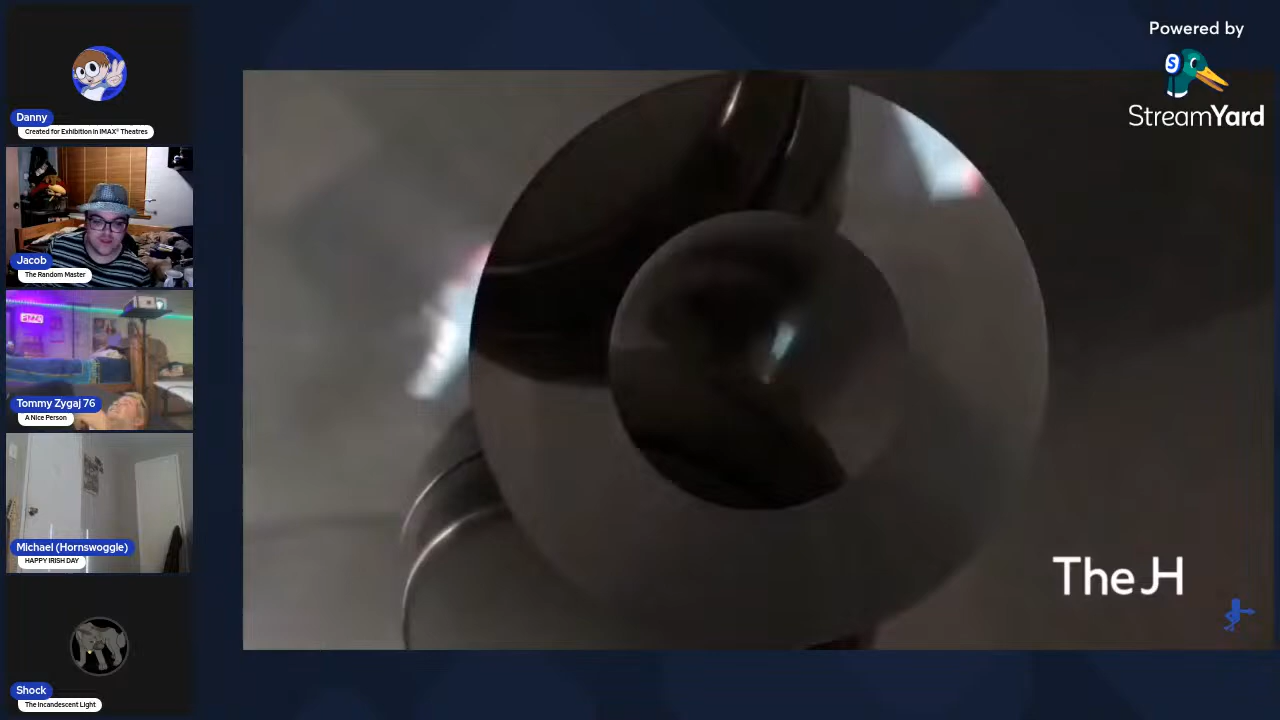 Powered by
StreamYard
Danny
Created for Exhibition in IMAX® Theatres
Jacob
The Random Master
Tommy Zygaj 76
A Nice Person
Michael (Hornswoggle)
HAPPY IRISH DAY
Shock
The Incandescent Light
The JH